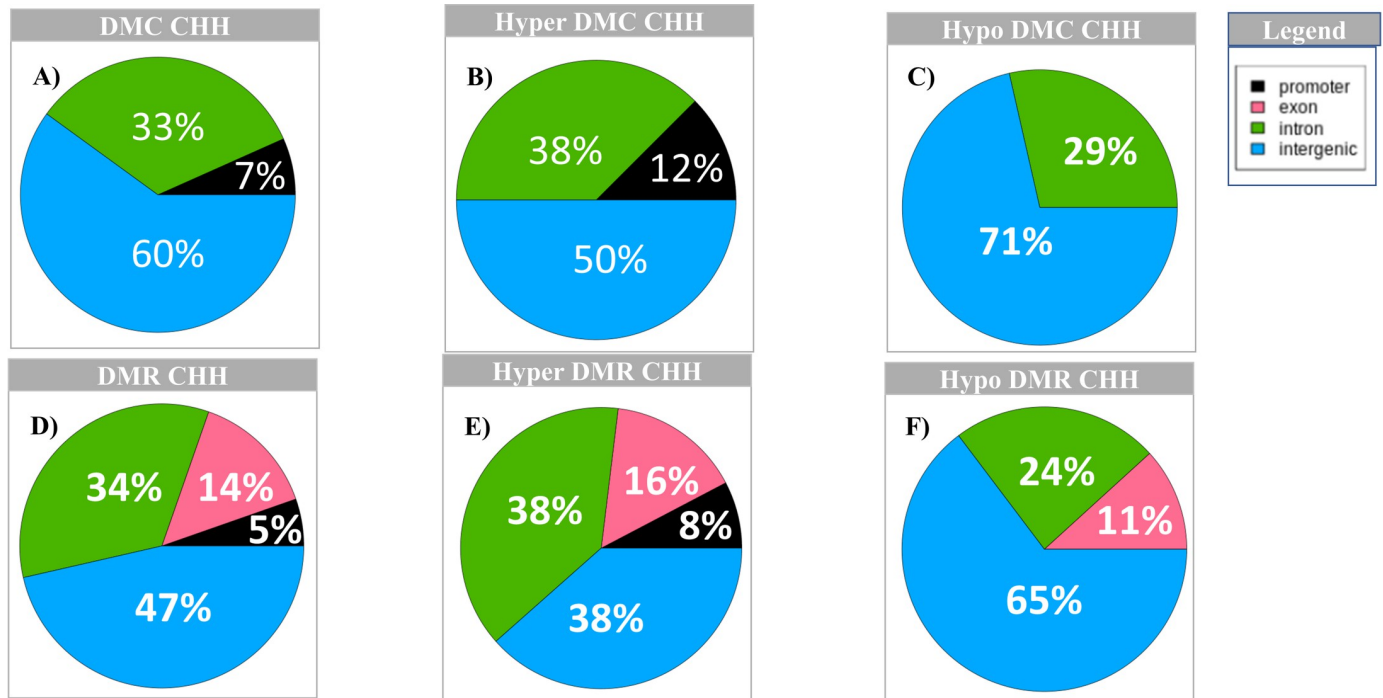 DMC CHH
A)
33%
7%
60%
Hyper DMC CHH
B)
38%
12%
50%
Hypo DMC CHH
C)
29%
71%
Legend
promoter
exon
intron
intergenic
DMR CHH
D)
34%
14%
5%
47%
Hyper DMR CHH
E)
38%
16%
8%
38%
Hypo DMR CHH
F)
24%
11%
65%